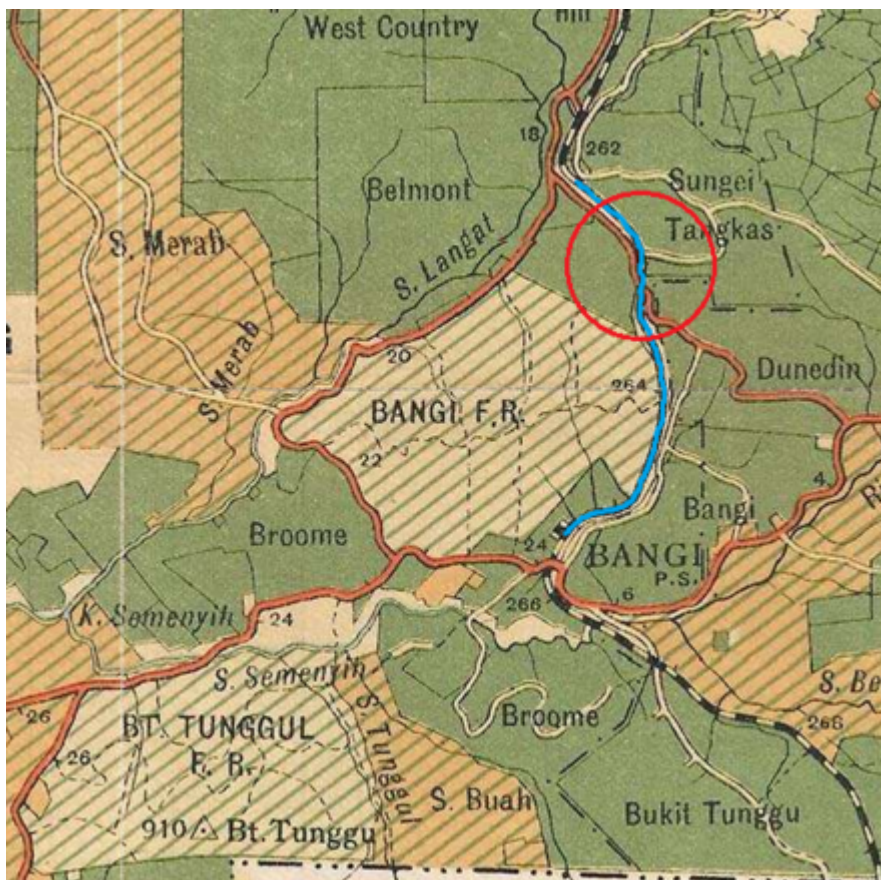 Hill
West Country
18
262
Belmont
Sungei
Tangkas
S. Merab
S. Langat
20
S. Merab
264
Dunedin
BANGI F.R.
22
4
Bangi
Broome
24
BANGI
P.S.
6
K. Semenyih
24
266
S. Semenyih
S. Tunggul
Broome
26
BT. TUNGGUL
F. R.
26
268
S. Buah
Bukit Tunggu
910 Bt. Tunggu